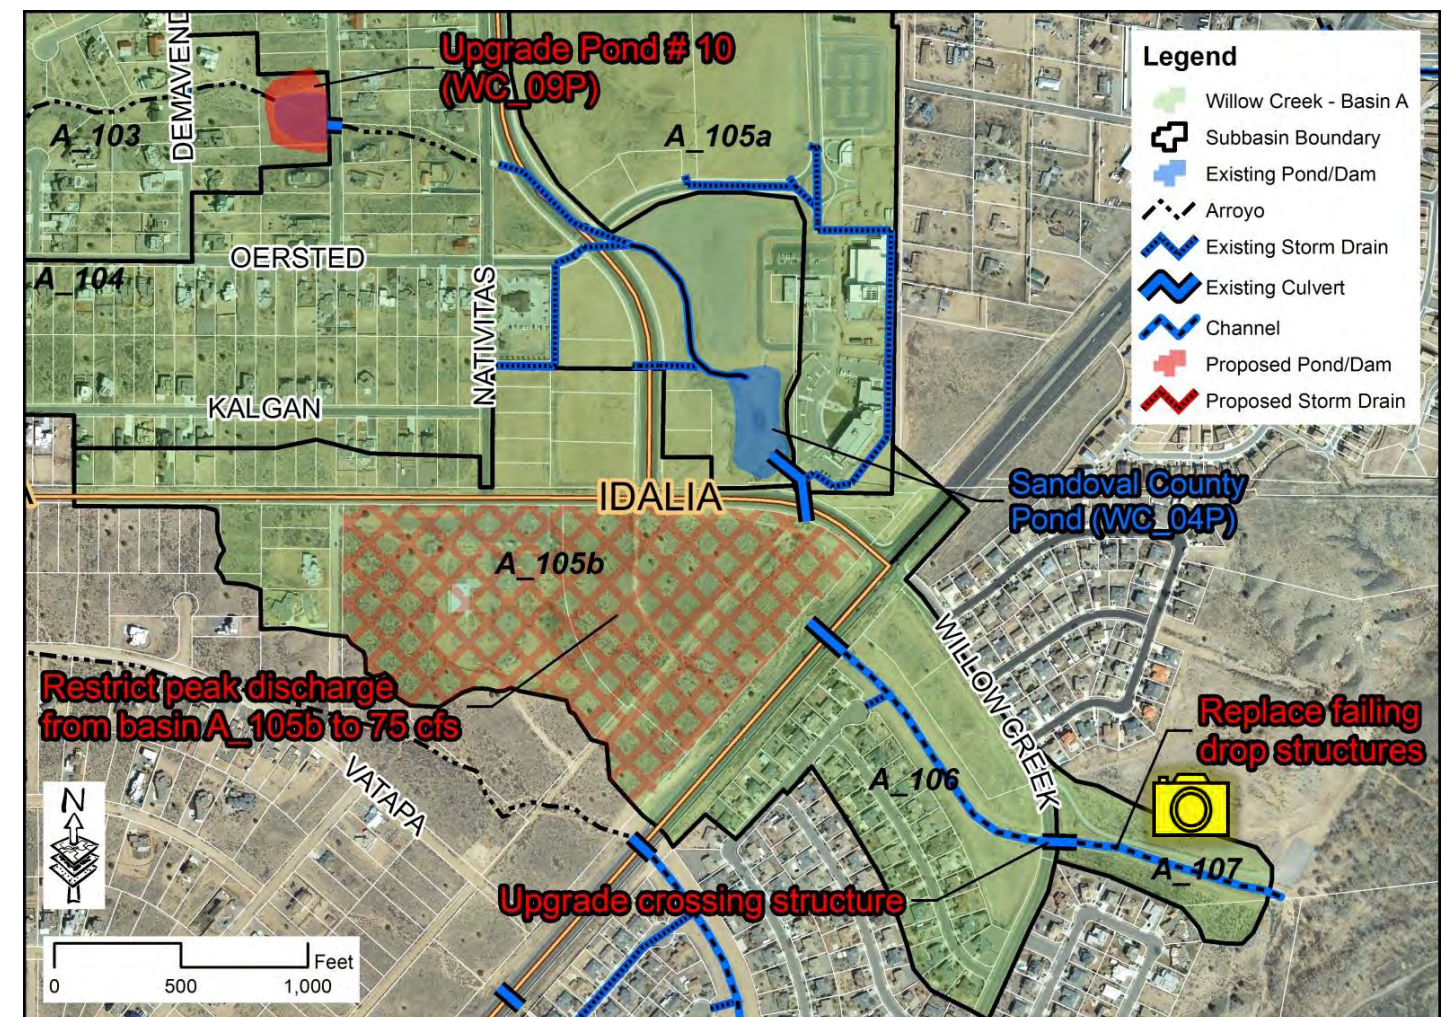 DEMAVEND
Upgrade Pond # 10
(WC_09P)
A_103
A_105a
Legend
Willow Creek - Basin A
Subbasin Boundary
Existing Pond/Dam
Arroyo
Existing Storm Drain
Existing Culvert
Channel
Proposed Pond/Dam
Proposed Storm Drain
OERSTED
A_104
NATIVITAS
KALGAN
IDALIA
Sandoval County
Pond (WC_04P)
A_105b
WILLOW CREEK
Restrict peak discharge
from basin A_105b to 75 cfs
Replace failing
drop structures
VATAPA
A_106
A_107
Upgrade crossing structure
N
Feet
0 500 1,000